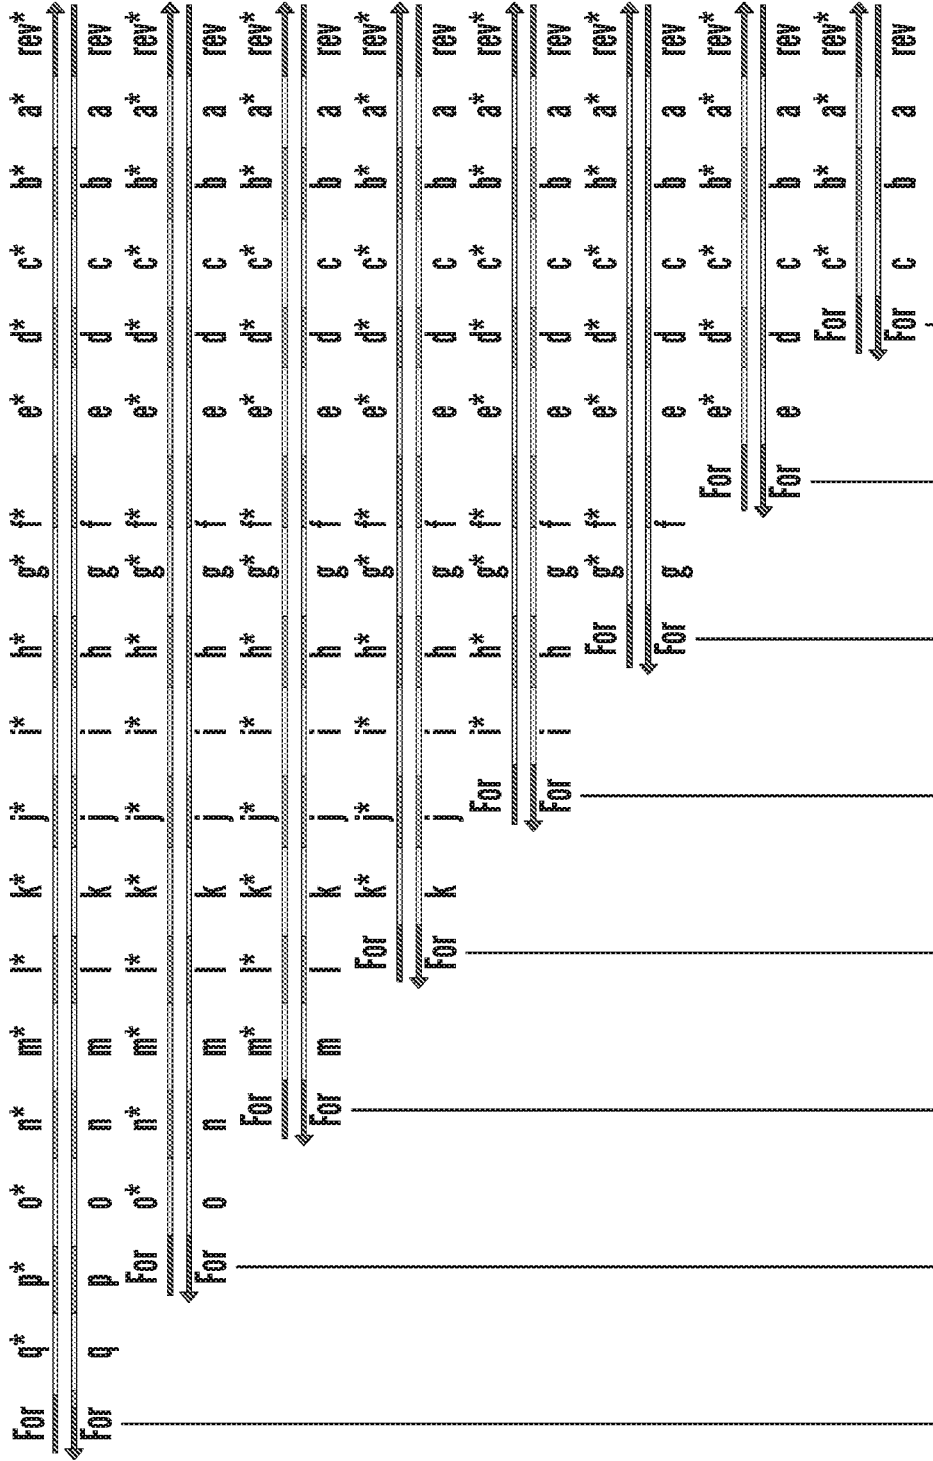 For q* p* o* n* m* l* k* j* i* h* g* f* e* d* c* b* a* rev*
For q p o n m l k j i h g f e d c b a rev
For o* n* m* l* k* j* i* h* g* f* e* d* c* b* a* rev*
For o n m l k j i h g f e d c b a rev
For m* l* k* j* i* h* g* f* e* d* c* b* a* rev*
For m l k j i h g f e d c b a rev
For k* j* i* h* g* f* e* d* c* b* a* rev*
For k j i h g f e d c b a rev
For i* h* g* f* e* d* c* b* a* rev*
For i h g f e d c b a rev
For g* f* e* d* c* b* a* rev*
For g f e d c b a rev
For e* d* c* b* a* rev*
For e d c b a rev
For c* b* a* rev*
For c b a rev